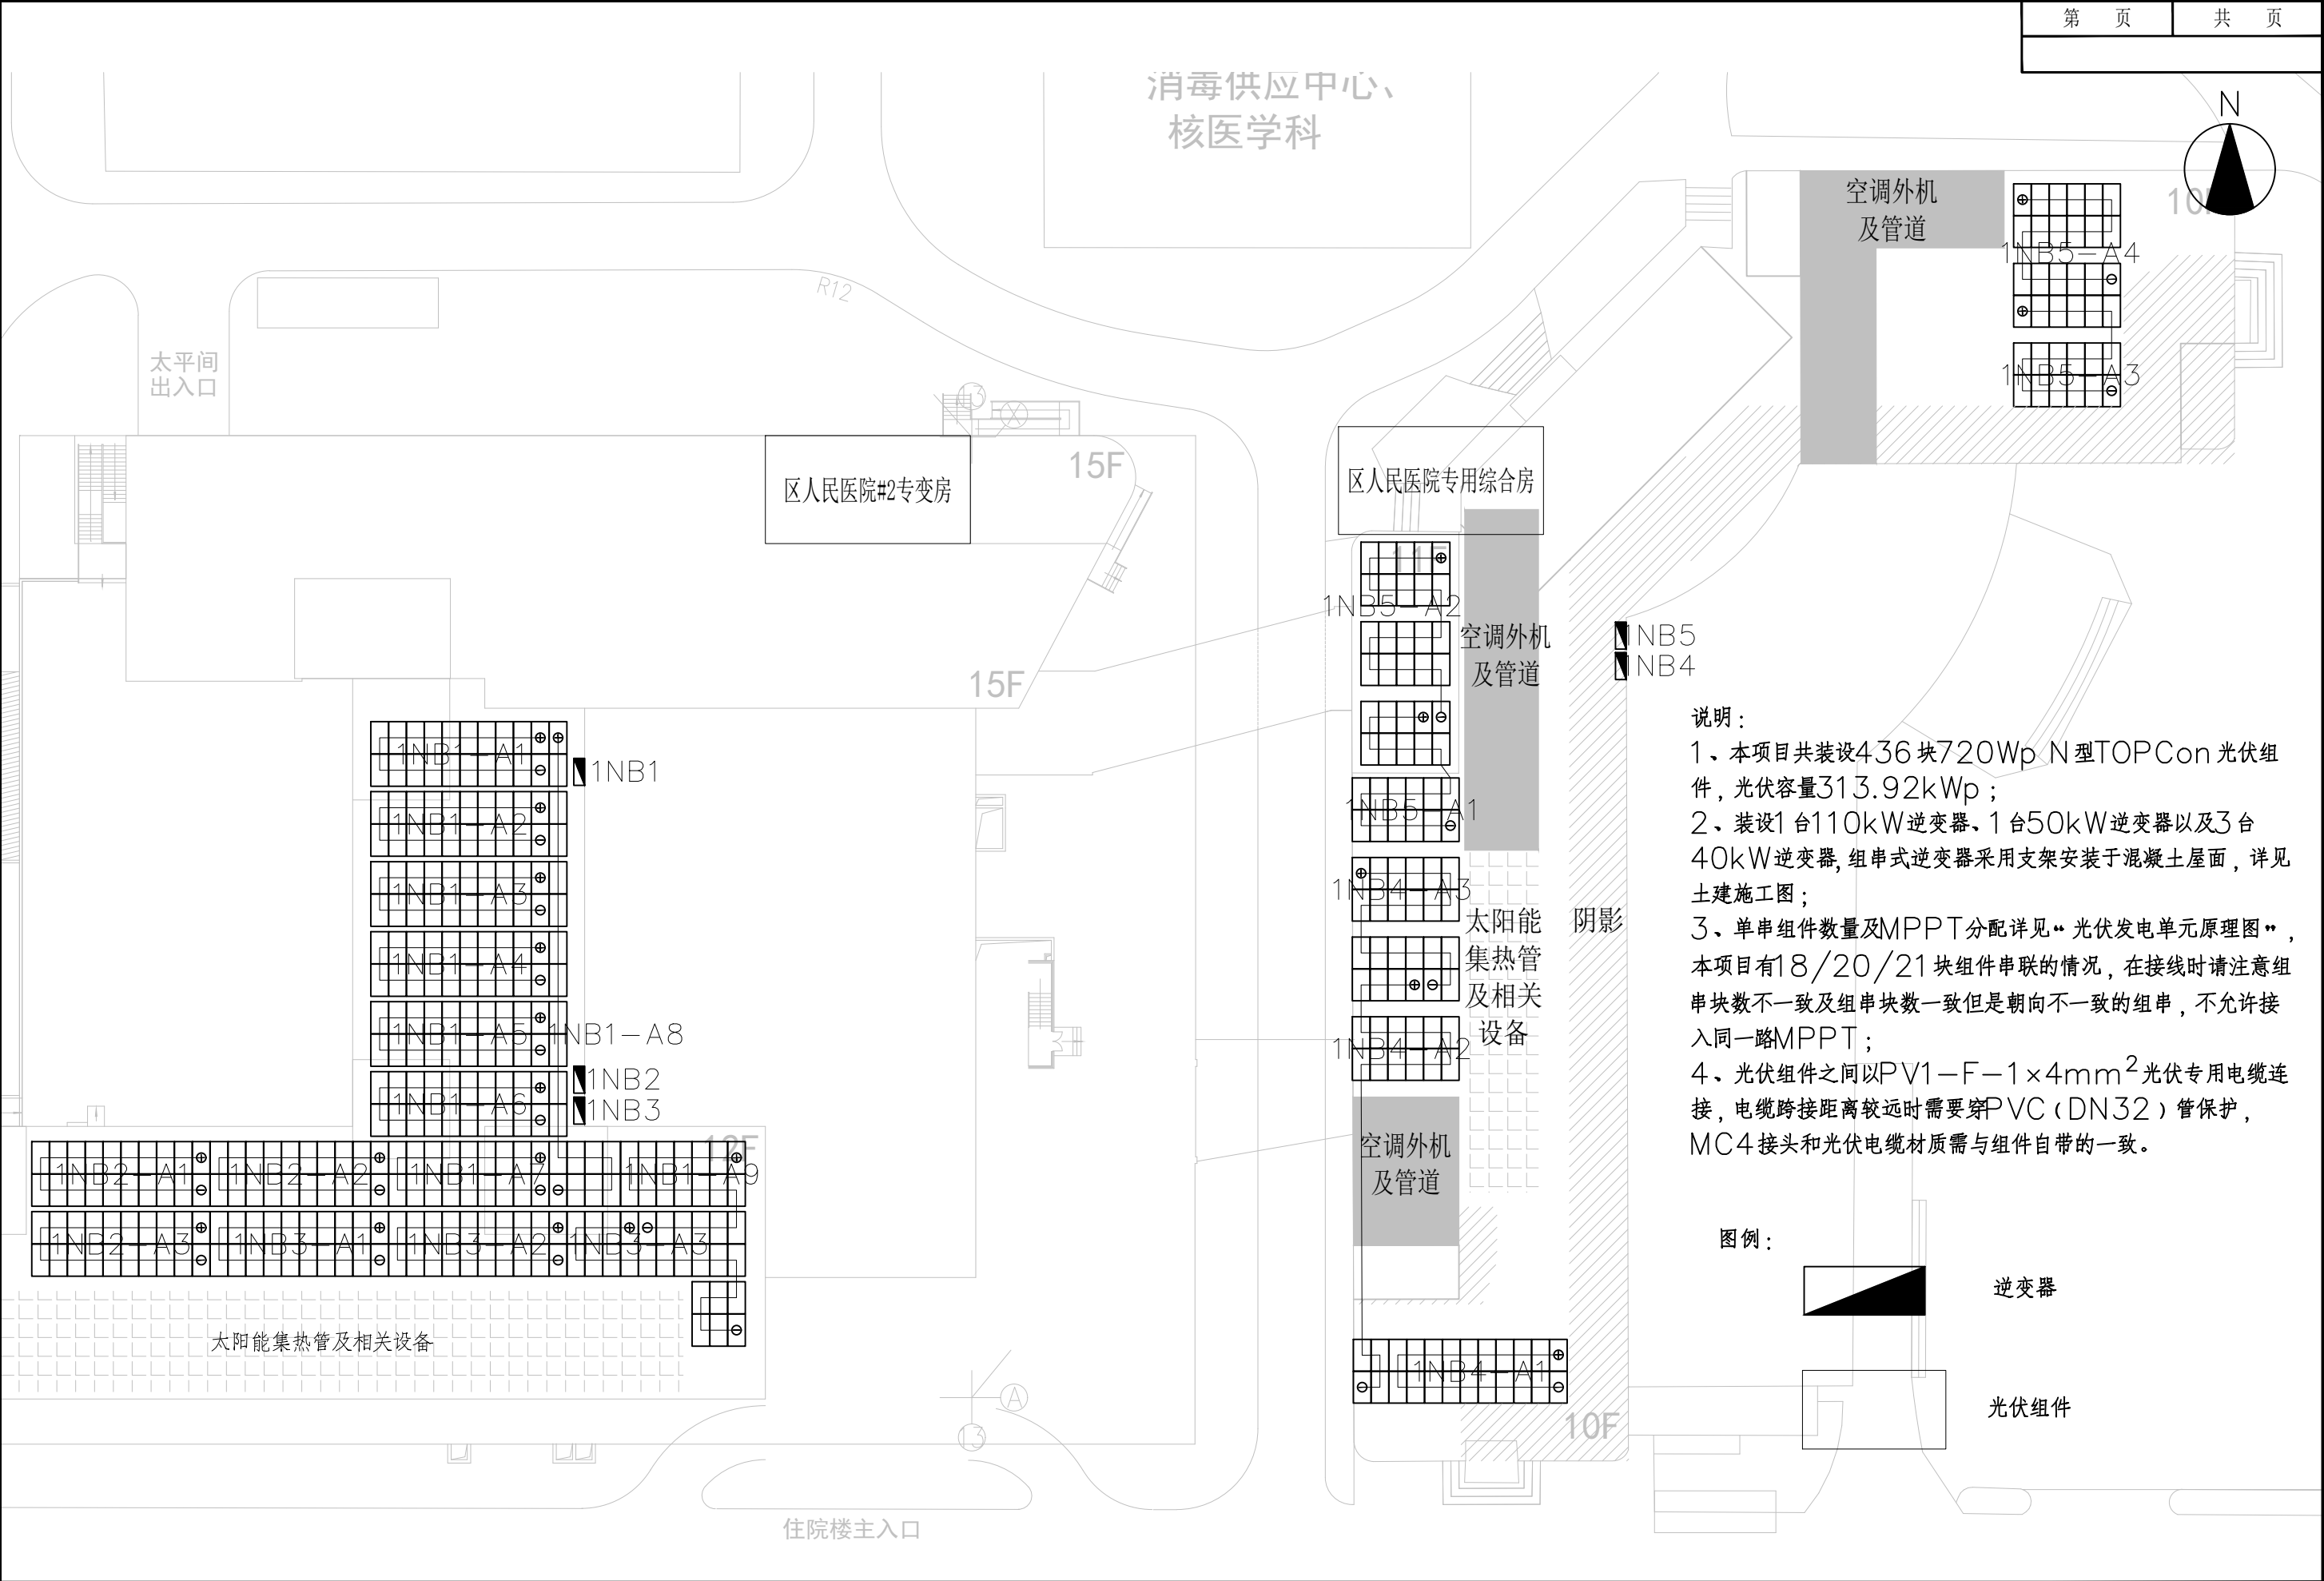 第 页 共 页
消毒供应中心、
核医学科
N
空调外机
及管道
10F
1NB5-A4
1NB5-A3
R12
太平间
出入口
13
15F
区人民医院#2专变房
区人民医院专用综合房
11F
1NB5-A2
空调外机
及管道
1NB5
1NB4
15F
1NB1-A1
1NB1
1NB1-A2
1NB1-A3
1NB1-A4
1NB1-A5
1NB1-A8
1NB2
1NB1-A6
1NB3
12F
1NB2-A1
1NB2-A2
1NB1-A7
1NB1-A9
1NB2-A3
1NB3-A1
1NB3-A2
1NB3-A3
太阳能集热管及相关设备
1NB5-A1
1NB4-A3
太阳能
集热管
及相关
设备
阴影
1NB4-A2
空调外机
及管道
1NB4-A1
10F
A
13
住院楼主入口
说明：
1、本项目共装设436块720Wp N型TOPCon光伏组
件，光伏容量313.92kWp；
2、装设1台110kW逆变器、1台50kW逆变器以及3台
40kW逆变器,组串式逆变器采用支架安装于混凝土屋面，详见
土建施工图；
3、单串组件数量及MPPT分配详见“光伏发电单元原理图”，
本项目有18/20/21块组件串联的情况，在接线时请注意组
串块数不一致及组串块数一致但是朝向不一致的组串，不允许接
入同一路MPPT；
4、光伏组件之间以PV1-F-1×4mm²光伏专用电缆连
接，电缆跨接距离较远时需要穿PVC（DN32）管保护，
MC4接头和光伏电缆材质需与组件自带的一致。
图例：
逆变器
光伏组件